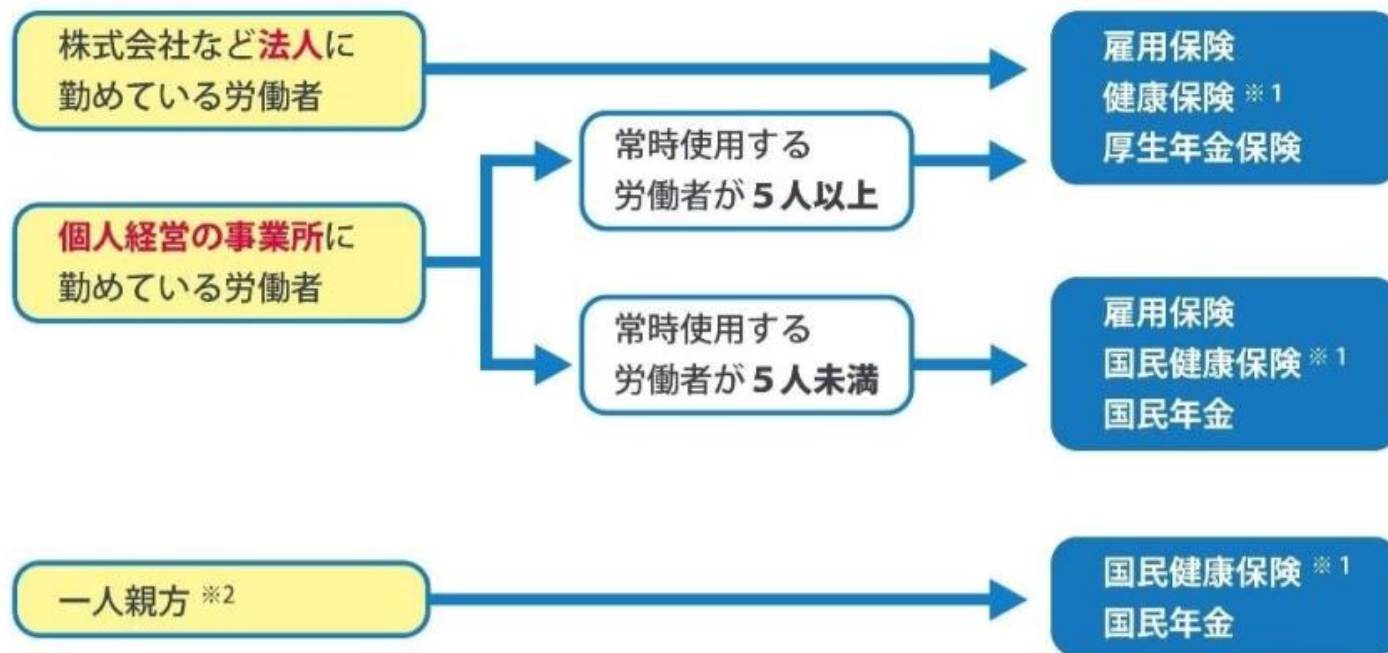 株式会社など法人に
勤めている労働者
雇用保険
健康保険 ※1
厚生年金保険
常時使用する
労働者が5人以上
個人経営の事業所に
勤めている労働者
常時使用する
労働者が5人未満
雇用保険
国民健康保険 ※1
国民年金
一人親方 ※2
国民健康保険 ※1
国民年金